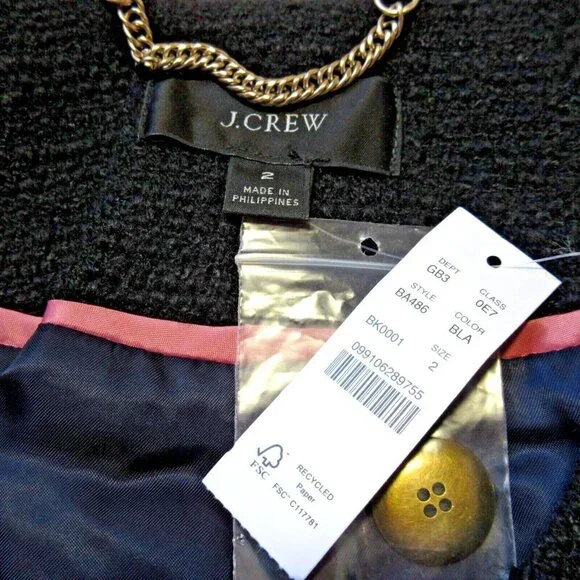 J.CREW
2
MADE IN
PHILIPPINES
DEPT CLASS
GB3 0E7
STYLE COLOR
BA486 BLA
SIZE
BK0001 2
099106289755
FSC
RECYCLED
Paper
FSC® C117781